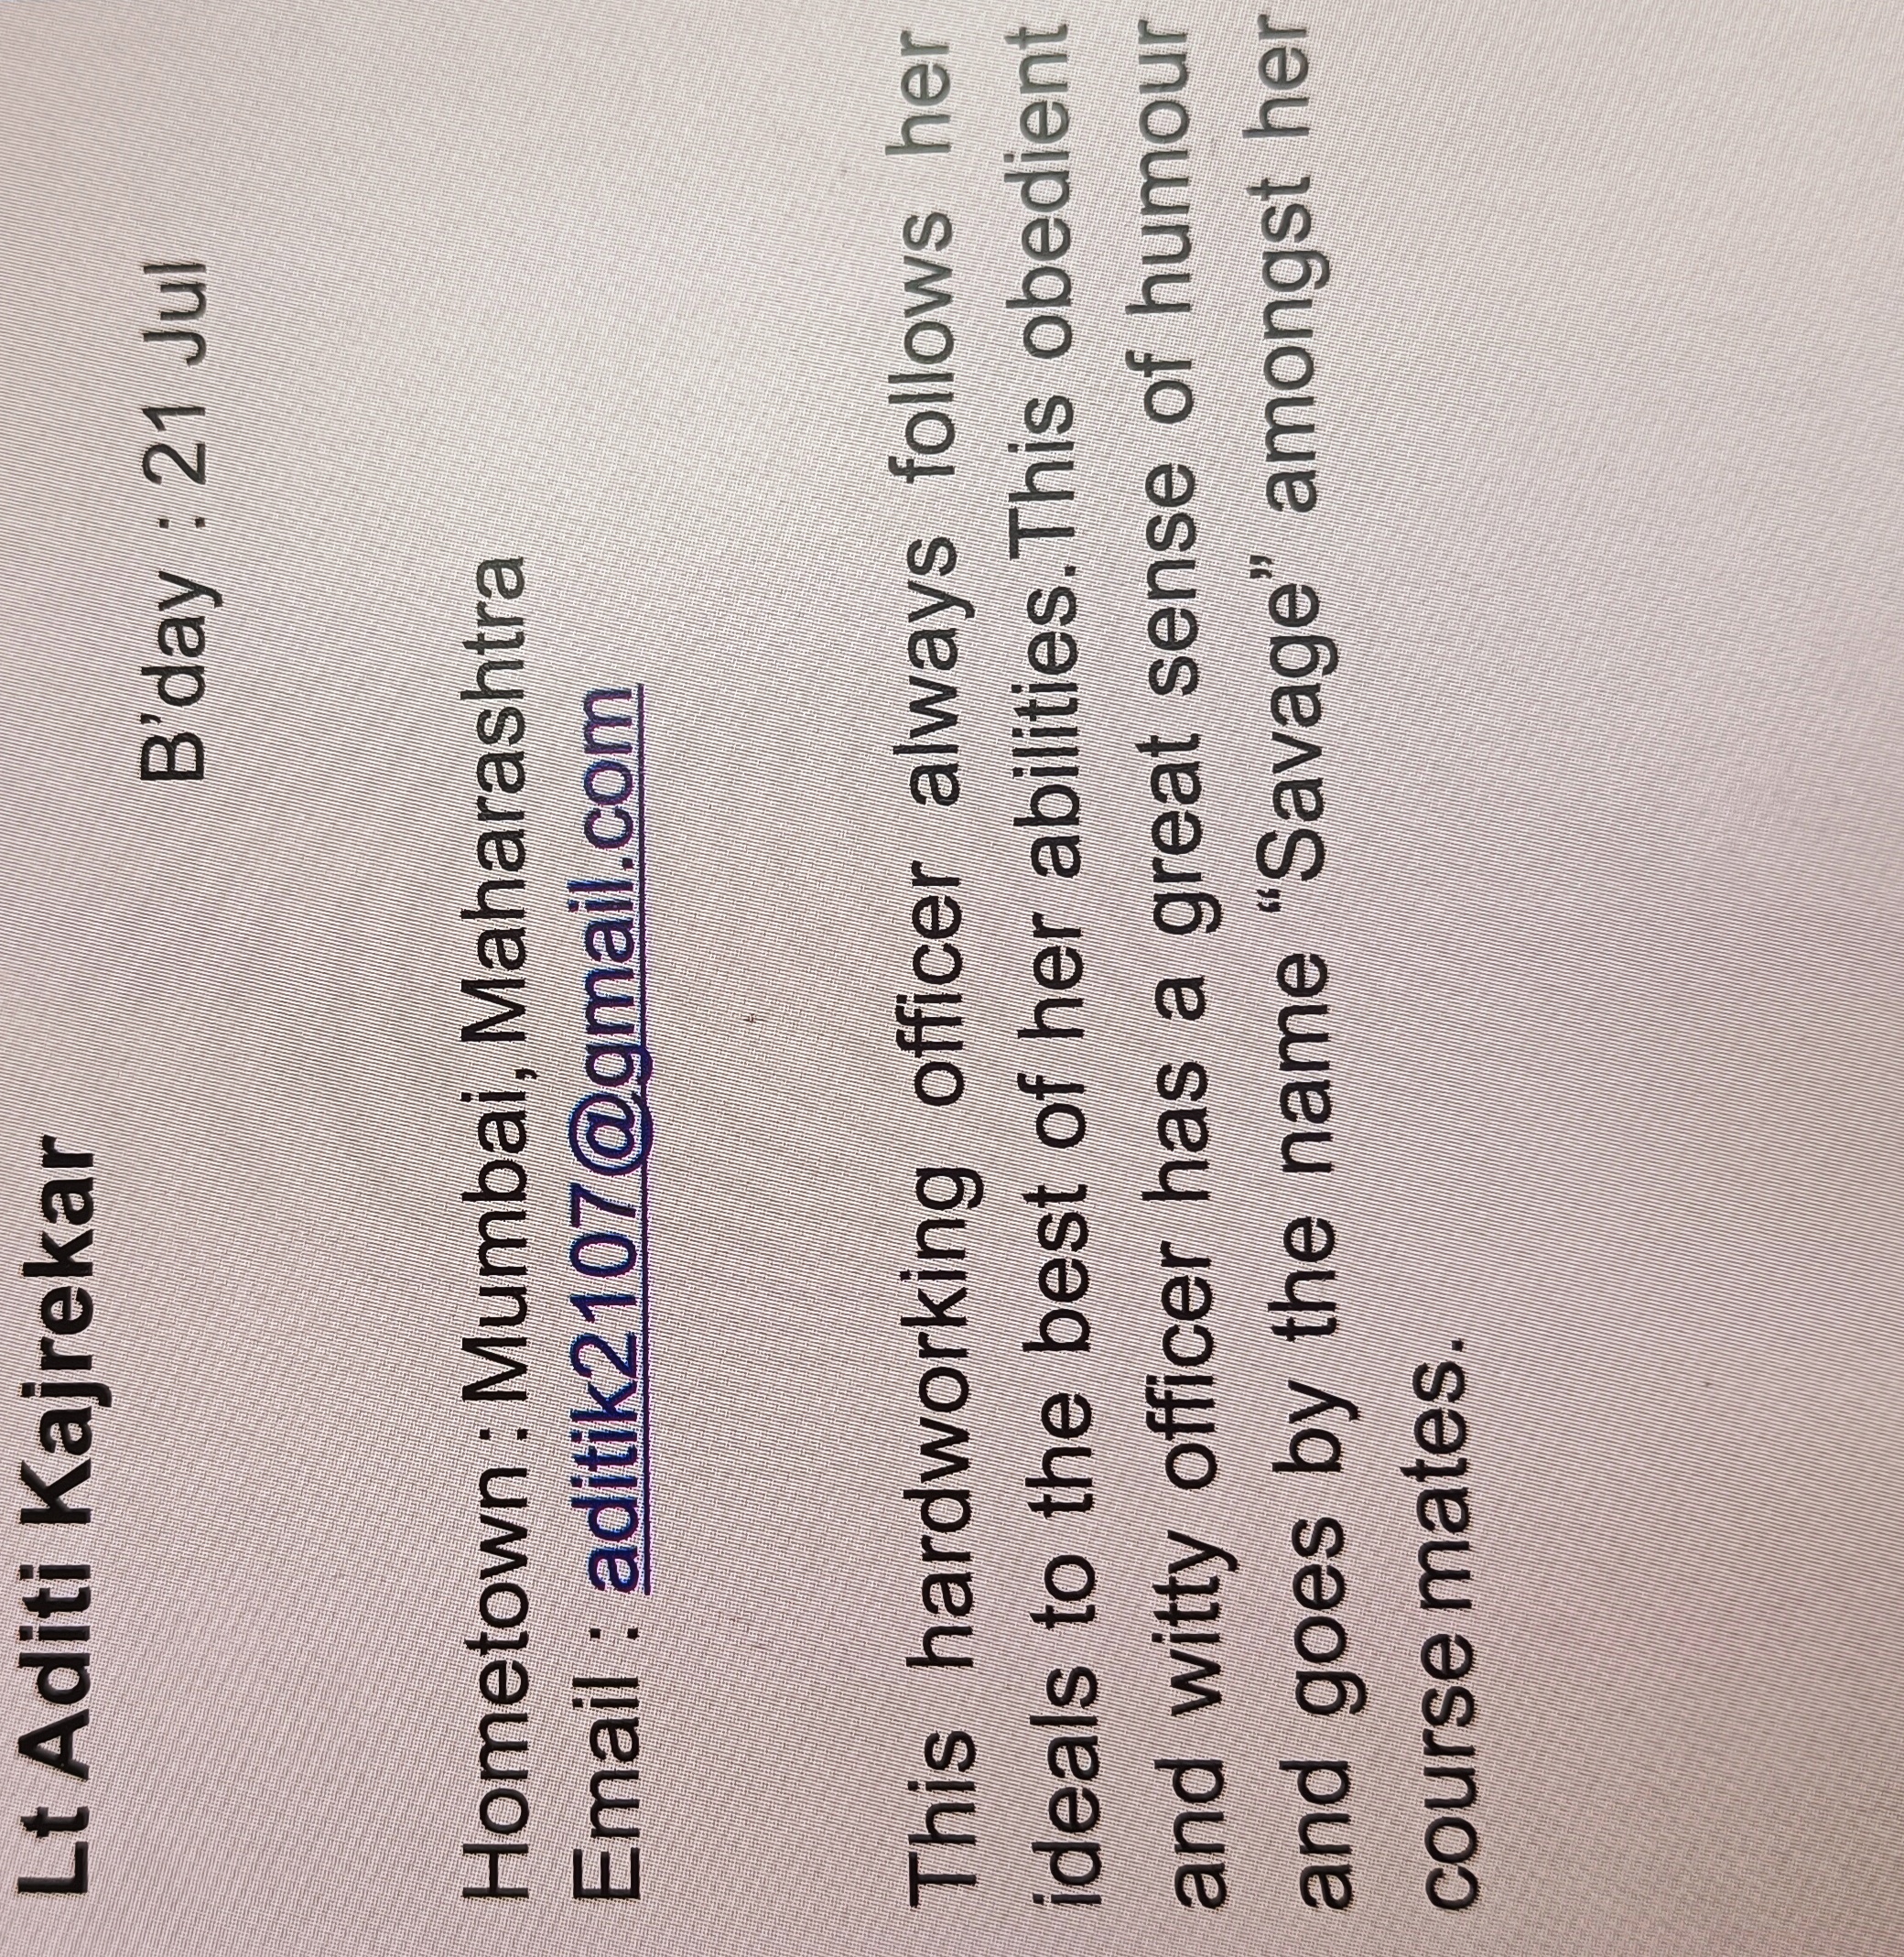 Lt Aditi Kajrekar
B’day : 21 Jul
Hometown : Mumbai, Maharashtra
Email : aditik2107@gmail.com
This hardworking officer always follows her
ideals to the best of her abilities.This obedient
and witty officer has a great sense of humour
and goes by the name “Savage” amongst her
course mates.